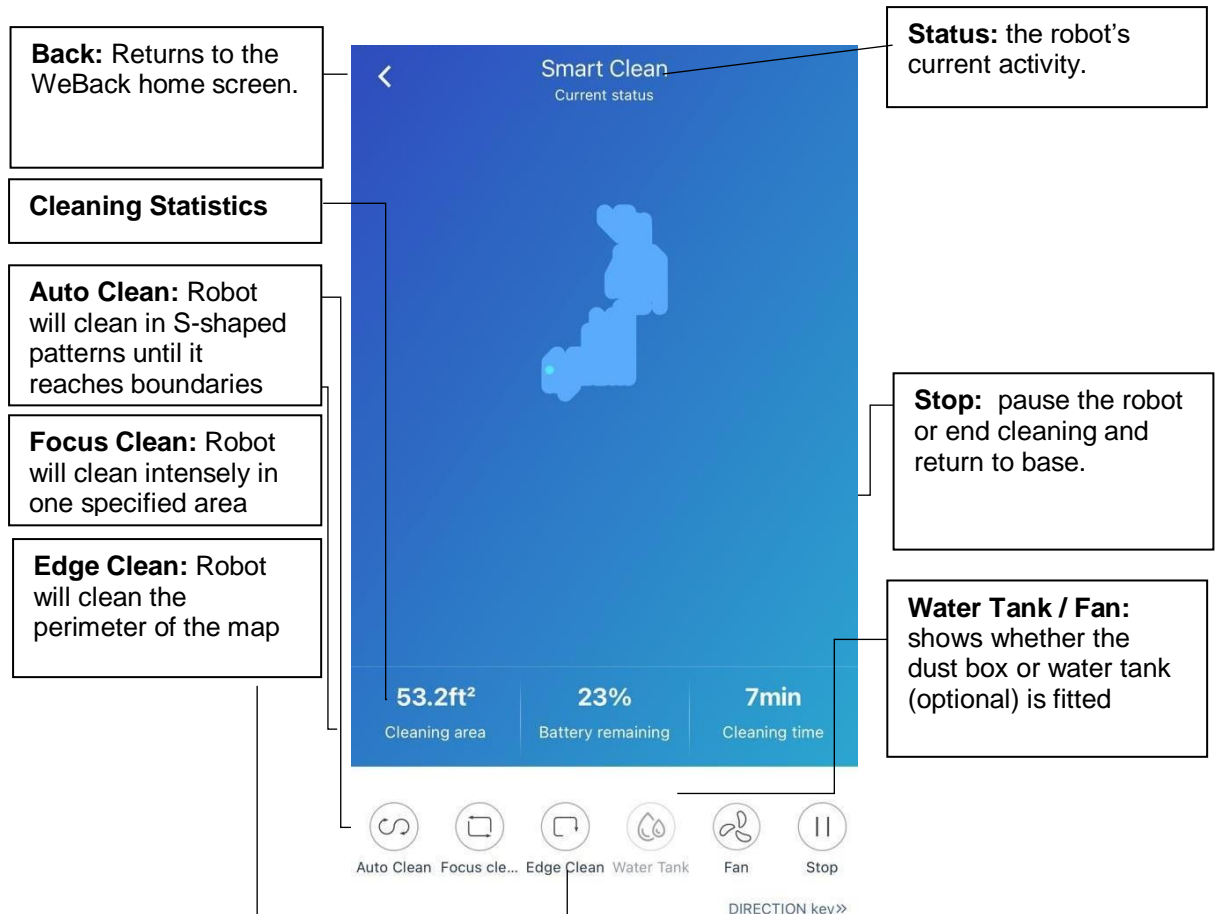 Back: Returns to the
WeBack home screen.
Cleaning Statistics
Auto Clean: Robot
will clean in S-shaped
patterns until it
reaches boundaries
Focus Clean: Robot
will clean intensely in
one specified area
Edge Clean: Robot
will clean the
perimeter of the map
Smart Clean
Current status
53.2ft²
Cleaning area
23%
Battery remaining
7min
Cleaning time
Auto Clean
Focus cle...
Edge Clean
Water Tank
Fan
Stop
DIRECTION key»
Status: the robot's
current activity.
Stop: pause the robot
or end cleaning and
return to base.
Water Tank / Fan:
shows whether the
dust box or water tank
(optional) is fitted